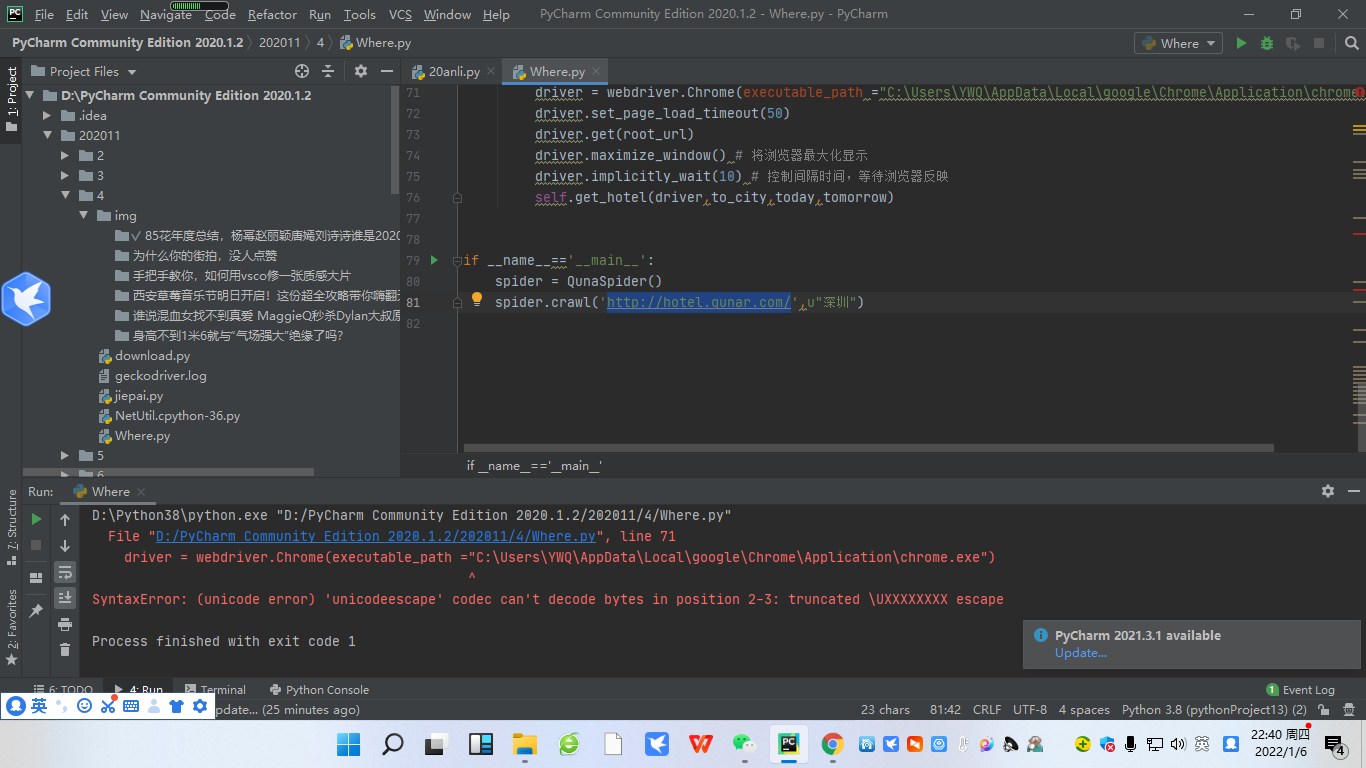 File Edit View Navigate Code Refactor Run Tools VCS Window Help PyCharm Community Edition 2020.1.2 - Where.py - PyCharm
PyCharm Community Edition 2020.1.2 202011 4 Where.py
Where
1: Project
Project Files
D:\PyCharm Community Edition 2020.1.2
.idea
202011
2
3
4
img
85花年度总结，杨幂赵丽颖唐嫣刘诗诗谁是2020
为什么你的街拍，没人点赞
手把手教你，如何用vsco修一张质感大片
西安草莓音乐节明日开启！这份超全攻略带你嗨翻
谁说混血女找不到真爱 MaggieQ秒杀Dylan大叔原
身高不到1米6就与“气场强大”绝缘了吗?
download.py
geckodriver.log
jiepai.py
NetUtil.cpython-36.py
Where.py
5
6
20anli.py Where.py
71 driver = webdriver.Chrome(executable_path ="C:\Users\YWQ\AppData\Local\google\Chrome\Application\chrome
72 driver.set_page_load_timeout(50)
73 driver.get(root_url)
74 driver.maximize_window() # 将浏览器最大化显示
75 driver.implicitly_wait(10) # 控制间隔时间，等待浏览器反映
76 self.get_hotel(driver,to_city,today,tomorrow)
77
78
79 if __name__=='__main__':
80 spider = QunaSpider()
81 spider.crawl('http://hotel.qunar.com/',u"深圳")
82
if __name__=='__main__'
Run: Where
D:\Python38\python.exe "D:/PyCharm Community Edition 2020.1.2/202011/4/Where.py"
File "D:/PyCharm Community Edition 2020.1.2/202011/4/Where.py", line 71
driver = webdriver.Chrome(executable_path ="C:\Users\YWQ\AppData\Local\google\Chrome\Application\chrome.exe")
^
SyntaxError: (unicode error) 'unicodeescape' codec can't decode bytes in position 2-3: truncated \UXXXXXXXX escape
Process finished with exit code 1
7: Structure
2: Favorites
PyCharm 2021.3.1 available
Update...
6: TODO 4: Run Terminal Python Console 1 Event Log
英
pdate... (25 minutes ago) 23 chars 81:42 CRLF UTF-8 4 spaces Python 3.8 (pythonProject13) (2)
英 22:40 周四
2022/1/6
4